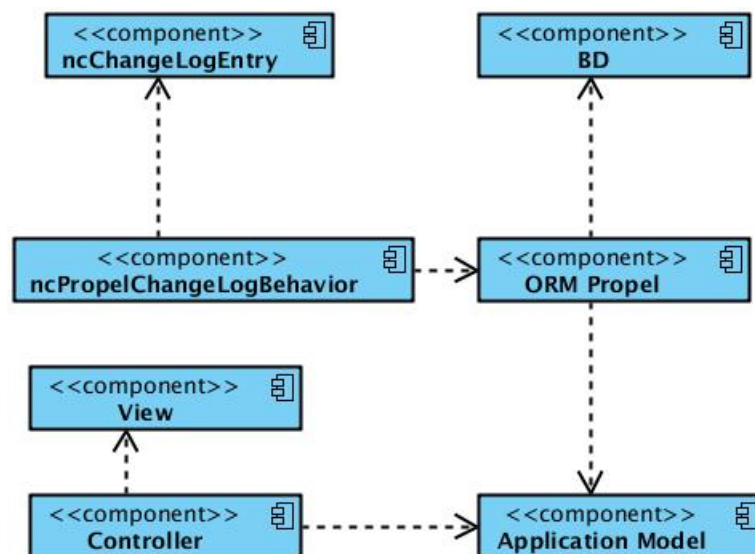 <<component>>
ncChangeLogEntry
<<component>>
BD
<<component>>
ncPropelChangeLogBehavior
<<component>>
ORM Propel
<<component>>
View
<<component>>
Controller
<<component>>
Application Model